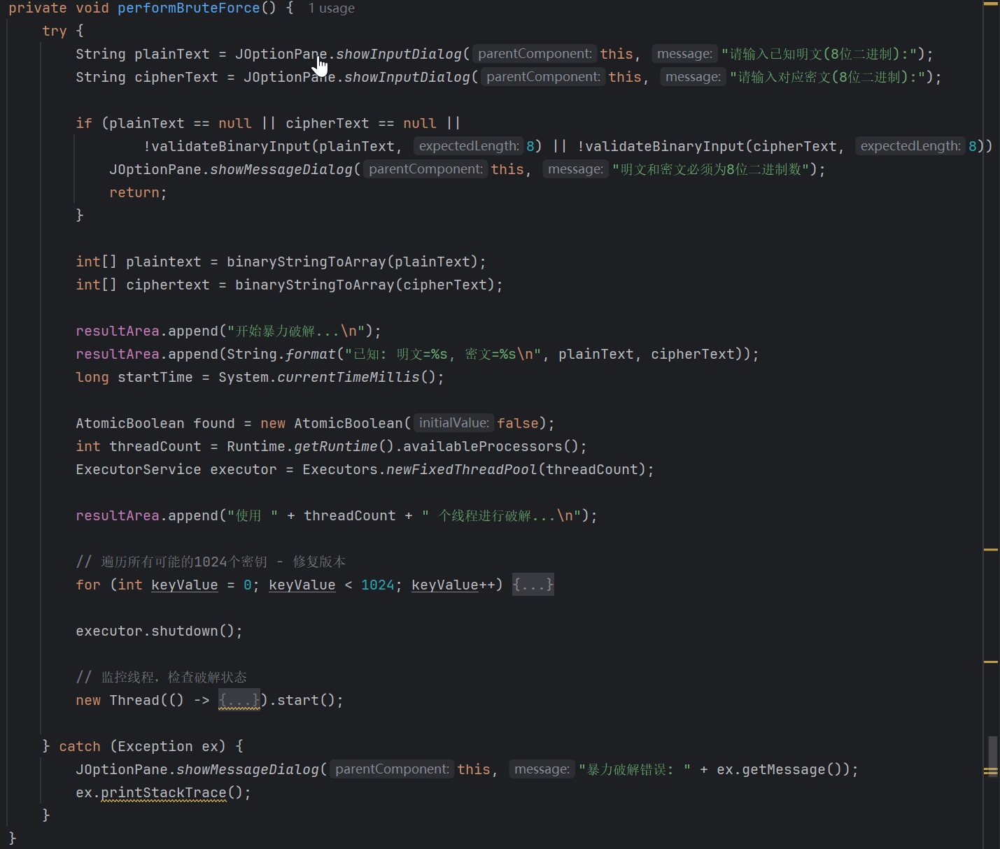 private void performBruteForce() { 1 usage
try {
String plainText = JOptionPane.showInputDialog( parentComponent: this, message: "请输入已知明文(8位二进制):");
String cipherText = JOptionPane.showInputDialog( parentComponent: this, message: "请输入对应密文(8位二进制):");
if (plainText == null || cipherText == null ||
!validateBinaryInput(plainText, expectedLength: 8) || !validateBinaryInput(cipherText, expectedLength: 8))
JOptionPane.showMessageDialog( parentComponent: this, message: "明文和密文必须为8位二进制数");
return;
}
int[] plaintext = binaryStringToArray(plainText);
int[] ciphertext = binaryStringToArray(cipherText);
resultArea.append("开始暴力破解...\n");
resultArea.append(String.format("已知: 明文=%s, 密文=%s\n", plainText, cipherText));
long startTime = System.currentTimeMillis();
AtomicBoolean found = new AtomicBoolean( initialValue: false);
int threadCount = Runtime.getRuntime().availableProcessors();
ExecutorService executor = Executors.newFixedThreadPool(threadCount);
resultArea.append("使用 " + threadCount + " 个线程进行破解...\n");
// 遍历所有可能的1024个密钥 - 修复版本
for (int keyValue = 0; keyValue < 1024; keyValue++) {...}
executor.shutdown();
// 监控线程，检查破解状态
new Thread(() -> {...}).start();
} catch (Exception ex) {
JOptionPane.showMessageDialog( parentComponent: this, message: "暴力破解错误: " + ex.getMessage());
ex.printStackTrace();
}
}